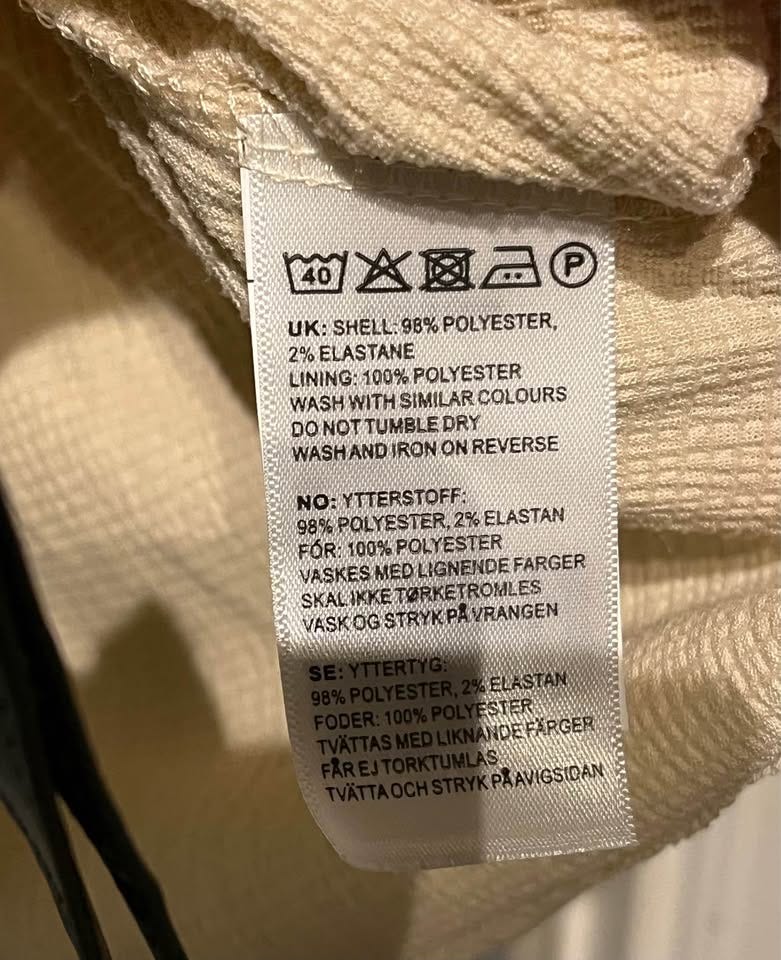 40 P
UK: SHELL: 98% POLYESTER,
2% ELASTANE
LINING: 100% POLYESTER
WASH WITH SIMILAR COLOURS
DO NOT TUMBLE DRY
WASH AND IRON ON REVERSE
NO: YTTERSTOFF:
98% POLYESTER, 2% ELASTAN
FÓR: 100% POLYESTER
VASKES MED LIGNENDE FARGER
SKAL IKKE TØRKETROMLES
VASK OG STRYK PÅ VRANGEN
SE: YTTERTYG:
98% POLYESTER, 2% ELASTAN
FODER: 100% POLYESTER
TVÄTTAS MED LIKNANDE FÄRGER
FÅR EJ TORKTUMLAS
TVÄTTA OCH STRYK PÅ AVIGSIDAN